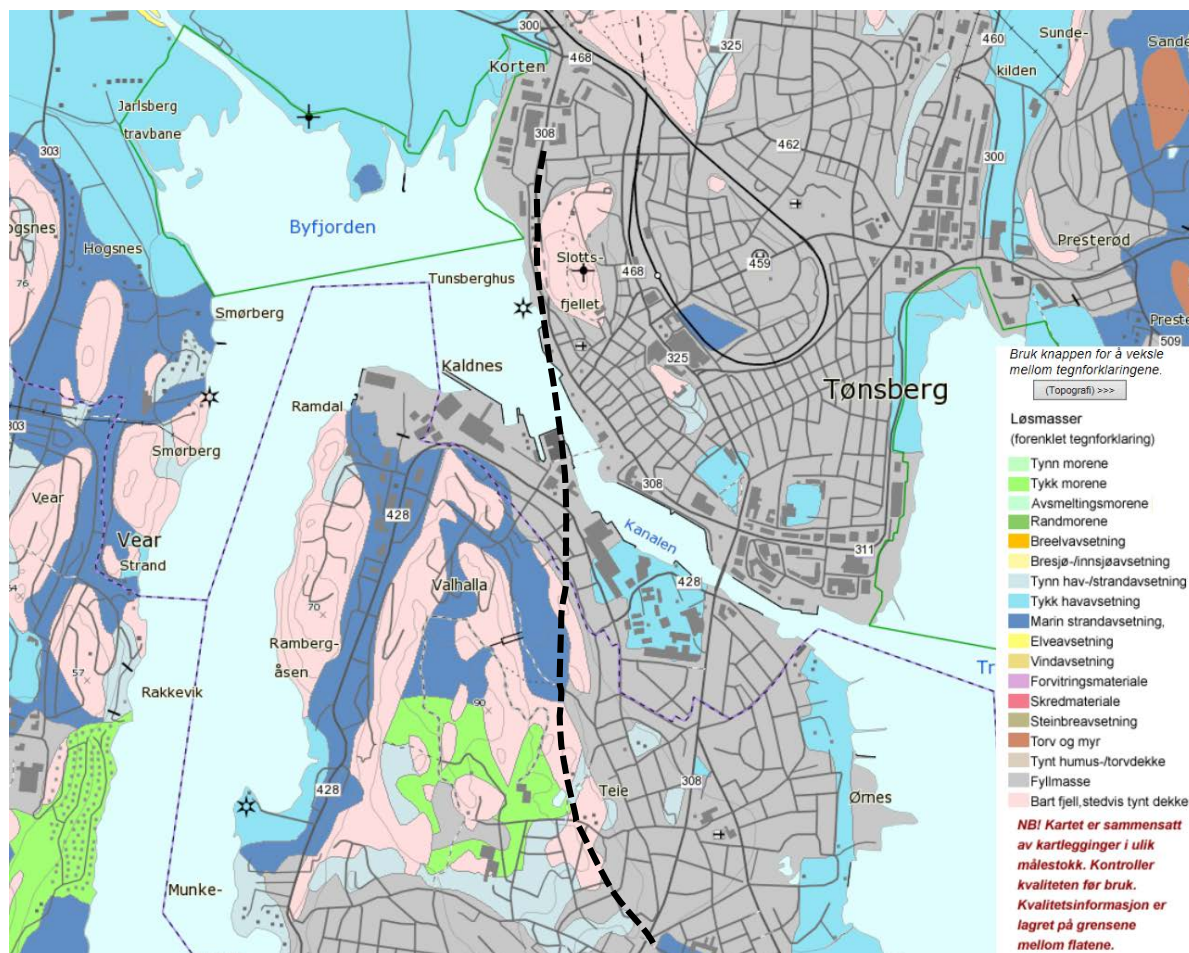 300
468
325
460
Sunde-
kilden
Sande
Korten
Jarlsberg
travbane
303
308
462
300
Byfjorden
Hogsnes
ogsnes
76
Presterød
Tunsberghus
Slotts-
fjellet
468
459
Smørberg
Preste
509
Kaldnes
325
Tønsberg
Ramdal
303
Smørberg
Vear
Vear
Strand
428
308
Kanalen
311
Valhalla
428
70
Ramberg-
åsen
57
Rakkevik
90
Tr
428
308
Teie
Ørnes
Munke-
Bruk knappen for å veksle
mellom tegnforklaringene.
(Topografi) >>>
Løsmasser
(forenklet tegnforklaring)
Tynn morene
Tykk morene
Avsmeltingsmorene
Randmorene
Breelvavsetning
Bresjø-/innsjøavsetning
Tynn hav-/strandavsetning
Tykk havavsetning
Marin strandavsetning,
Elveavsetning
Vindavsetning
Forvitringsmateriale
Skredmateriale
Steinbreavsetning
Torv og myr
Tynt humus-/torvdekke
Fyllmasse
Bart fjell,stedvis tynt dekke
NB! Kartet er sammensatt
av kartlegginger i ulik
målestokk. Kontroller
kvaliteten før bruk.
Kvalitetsinformasjon er
lagret på grensene
mellom flatene.